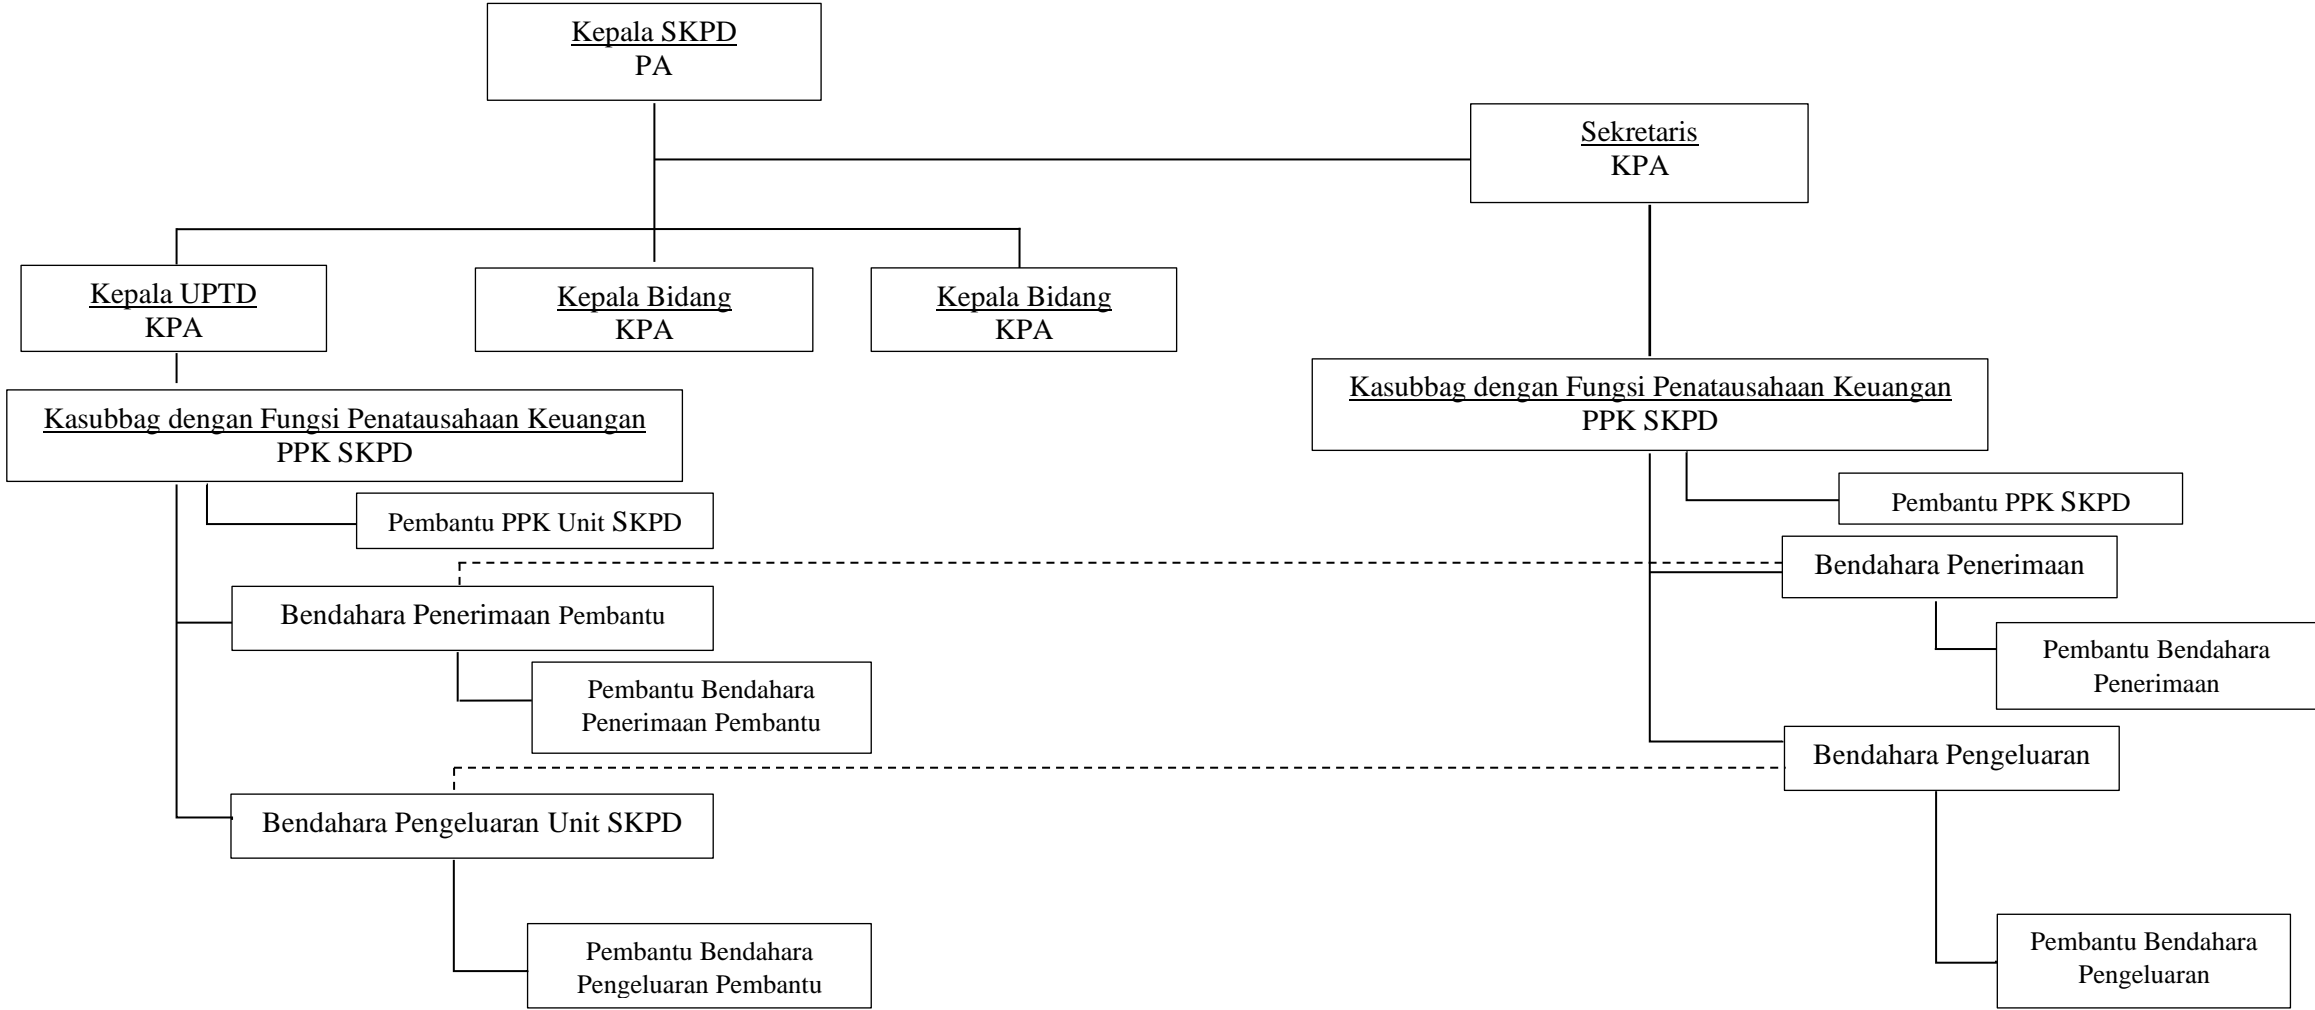 Kepala SKPD
PA
Sekretaris
KPA
Kepala UPTD
KPA
Kepala Bidang
KPA
Kepala Bidang
KPA
Kasubbag dengan Fungsi Penatausahaan Keuangan
PPK SKPD
Kasubbag dengan Fungsi Penatausahaan Keuangan
PPK SKPD
Pembantu PPK Unit SKPD
Pembantu PPK SKPD
Bendahara Penerimaan
Bendahara Penerimaan Pembantu
Pembantu Bendahara
Penerimaan
Pembantu Bendahara
Penerimaan Pembantu
Bendahara Pengeluaran
Bendahara Pengeluaran Unit SKPD
Pembantu Bendahara
Pengeluaran Pembantu
Pembantu Bendahara
Pengeluaran